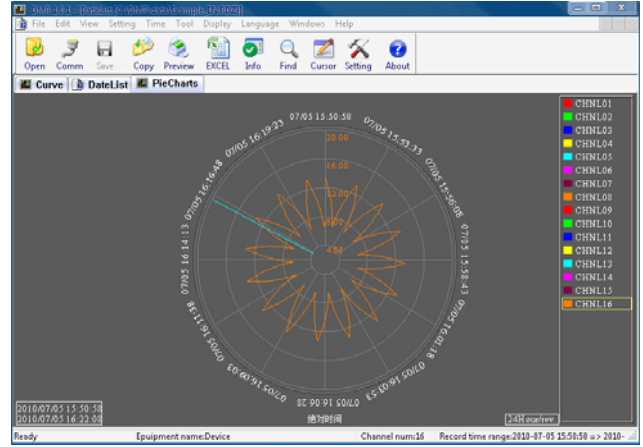 File Edit View Setting Time Tool Display Language Windows Help
Open Comm Save Copy Preview EXCEL Info Find Cursor Setting About
Curve DateList PieCharts
07/05 15:50:58
07/05 15:53:33
07/05 15:56:08
07/05 15:58:43
07/05 16:01:18
07/05 16:03:53
07/05 16:06:28
07/05 16:09:03
07/05 16:11:38
07/05 16:14:13
07/05 16:16:48
07/05 16:19:23
20.00
16.00
12.00
8.00
4.00
绝对时间
CHNL01
CHNL02
CHNL03
CHNL04
CHNL05
CHNL06
CHNL07
CHNL08
CHNL09
CHNL10
CHNL11
CHNL12
CHNL13
CHNL14
CHNL15
CHNL16
2010/07/05 15:50:58
2010/07/05 16:22:08
24Hour/rev
Ready Epuipment name:Device Channel num:16 Record time range:2010-07-05 15:50:58 => 2010-